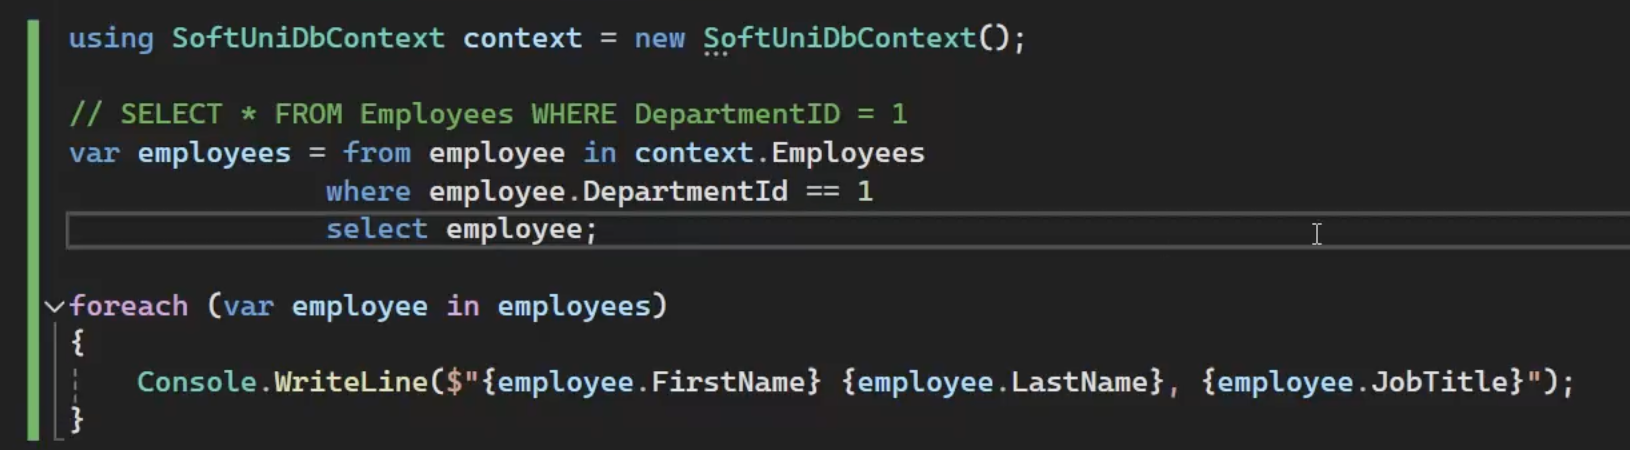 using SoftUniDbContext context = new SoftUniDbContext();
// SELECT * FROM Employees WHERE DepartmentID = 1
var employees = from employee in context.Employees
where employee.DepartmentId == 1
select employee;
foreach (var employee in employees)
{
Console.WriteLine($"{employee.FirstName} {employee.LastName}, {employee.JobTitle}");
}